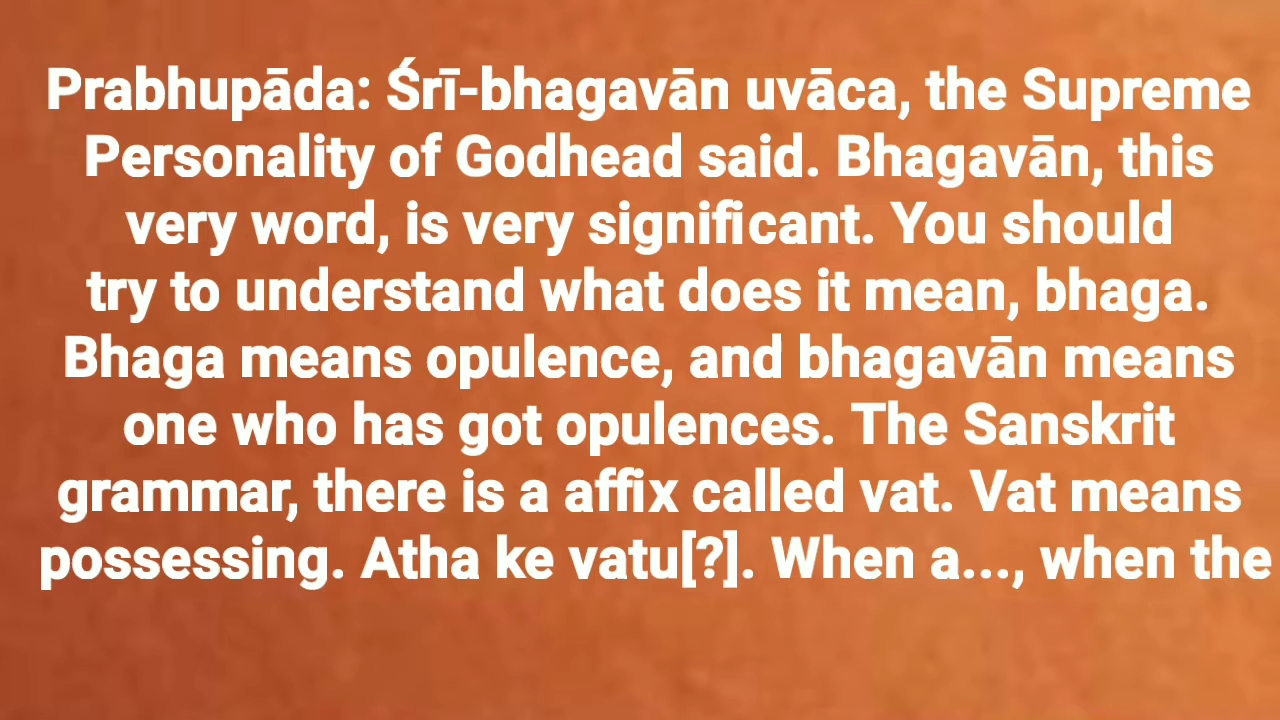 Prabhupāda: Śrī-bhagavān uvāca, the Supreme
Personality of Godhead said. Bhagavān, this
very word, is very significant. You should
try to understand what does it mean, bhaga.
Bhaga means opulence, and bhagavān means
one who has got opulences. The Sanskrit
grammar, there is a affix called vat. Vat means
possessing. Atha ke vatu[?]. When a..., when the